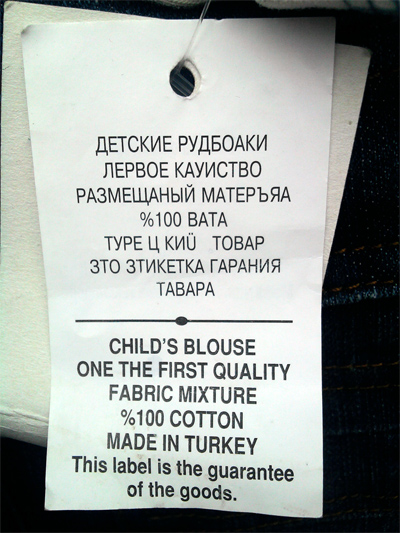 ДЕТСКИЕ РУДБОАКИ
ЛЕРВОЕ КАУИСТВО
РАЗМЕЩАНЫЙ МАТЕРЪЯА
%100 ВАТА
ТУРЕ Ц КИÜ ТОВАР
ЗТО ЗТИКЕТКА ГАРАНИЯ
ТАВАРА
CHILD'S BLOUSE
ONE THE FIRST QUALITY
FABRIC MIXTURE
%100 COTTON
MADE IN TURKEY
This label is the guarantee
of the goods.